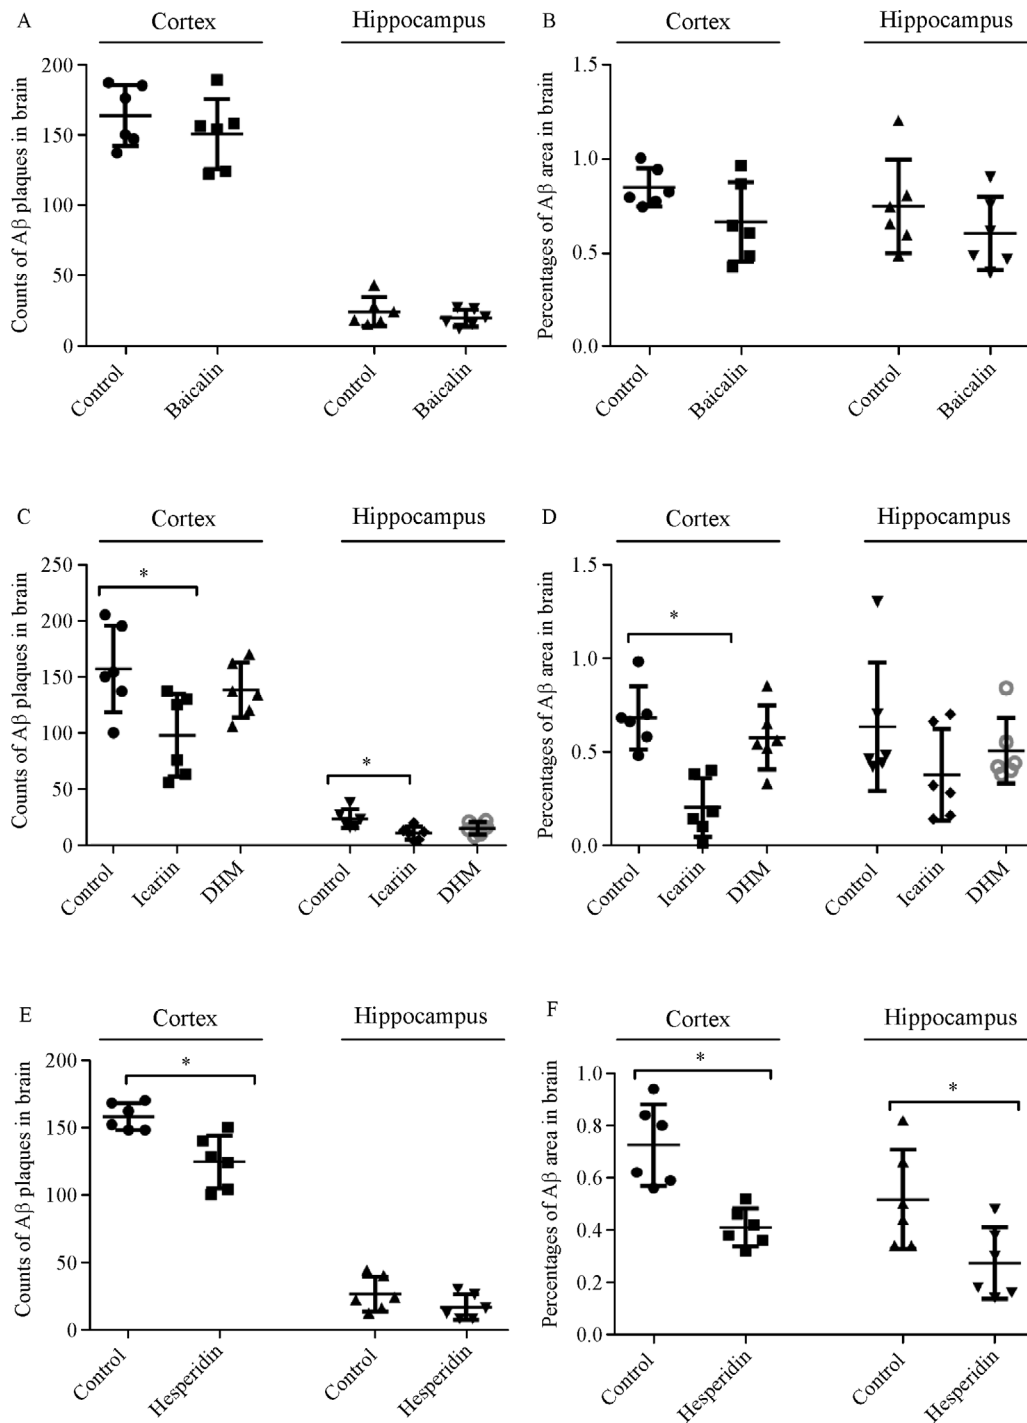 A
Cortex
Hippocampus
Counts of Aβ plaques in brain
200
150
100
50
0
Control
Baicalin
Control
Baicalin
B
Cortex
Hippocampus
Percentages of Aβ area in brain
1.5
1.0
0.5
0.0
Control
Baicalin
Control
Baicalin
C
Cortex
Hippocampus
Counts of Aβ plaques in brain
250
200
150
100
50
0
*
*
Control
Icariin
DHM
Control
Icariin
DHM
D
Cortex
Hippocampus
Percentages of Aβ area in brain
1.5
1.0
0.5
0.0
*
Control
Icariin
DHM
Control
Icariin
DHM
E
Cortex
Hippocampus
Counts of Aβ plaques in brain
200
150
100
50
0
*
Control
Hesperidin
Control
Hesperidin
F
Cortex
Hippocampus
Percentages of Aβ area in brain
1.0
0.8
0.6
0.4
0.2
0.0
*
*
Control
Hesperidin
Control
Hesperidin